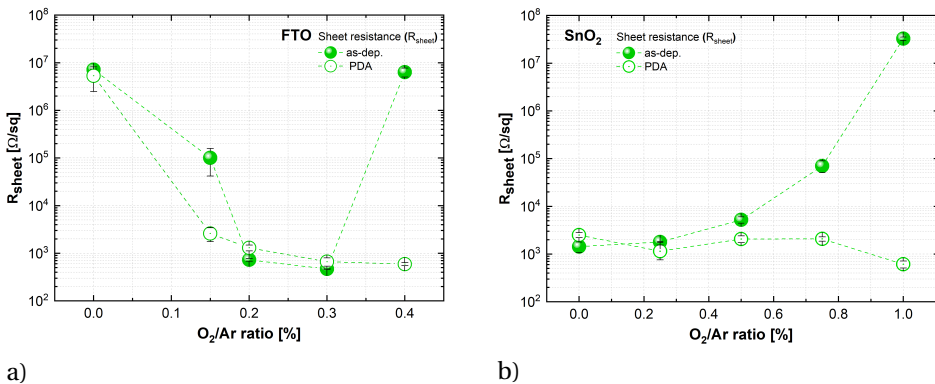 FTO Sheet resistance (R_sheet)
as-dep.
PDA
10^7
10^6
10^5
10^4
10^3
10^2
R_sheet [Ω/sq]
0.0 0.1 0.2 0.3 0.4
O_2/Ar ratio [%]
a)
SnO_2 Sheet resistance (R_sheet)
as-dep.
PDA
10^8
10^7
10^6
10^5
10^4
10^3
10^2
R_sheet [Ω/sq]
0.0 0.2 0.4 0.6 0.8 1.0
O_2/Ar ratio [%]
b)
10^8